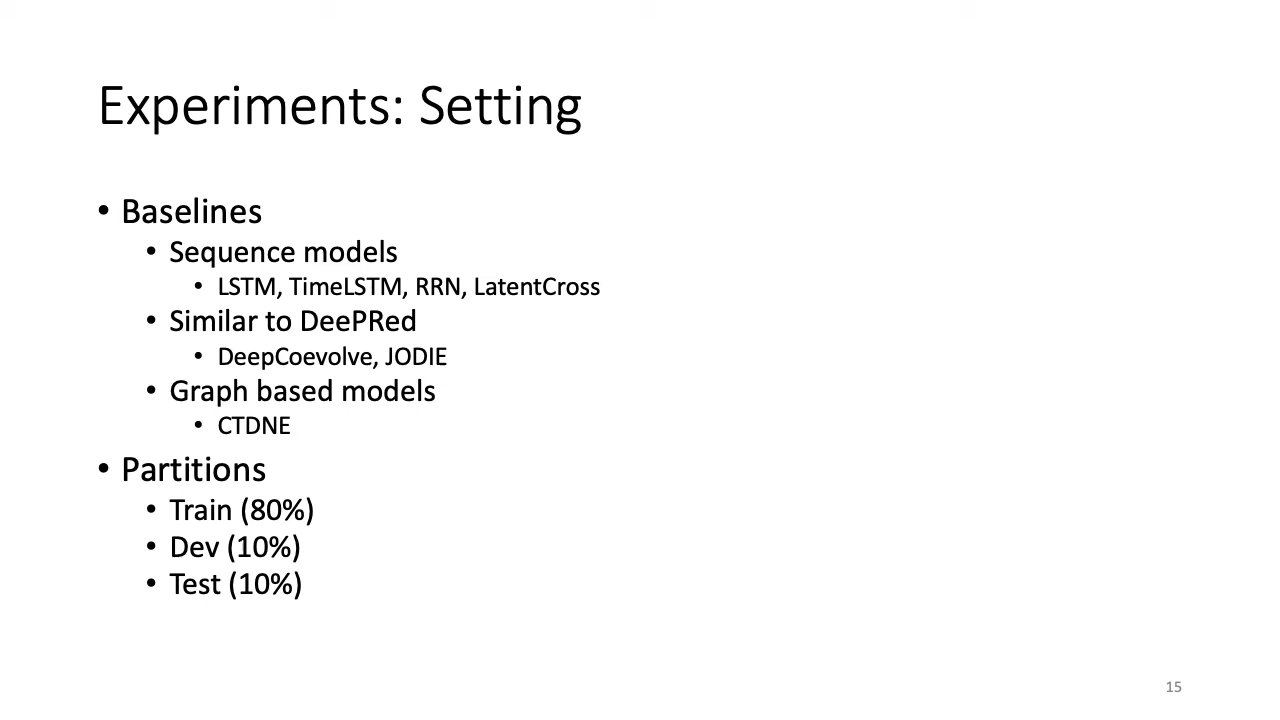 Experiments: Setting
• Baselines
• Sequence models
• LSTM, TimeLSTM, RRN, LatentCross
• Similar to DeePRed
• DeepCoevolve, JODIE
• Graph based models
• CTDNE
• Partitions
• Train (80%)
• Dev (10%)
• Test (10%)
15